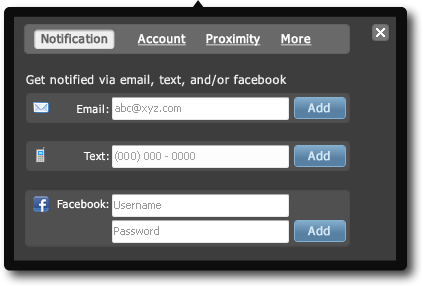 Notification Account Proximity More
Get notified via email, text, and/or facebook
Email: abc@xyz.com Add
Text: (000) 000 - 0000 Add
Facebook: Username
Password Add